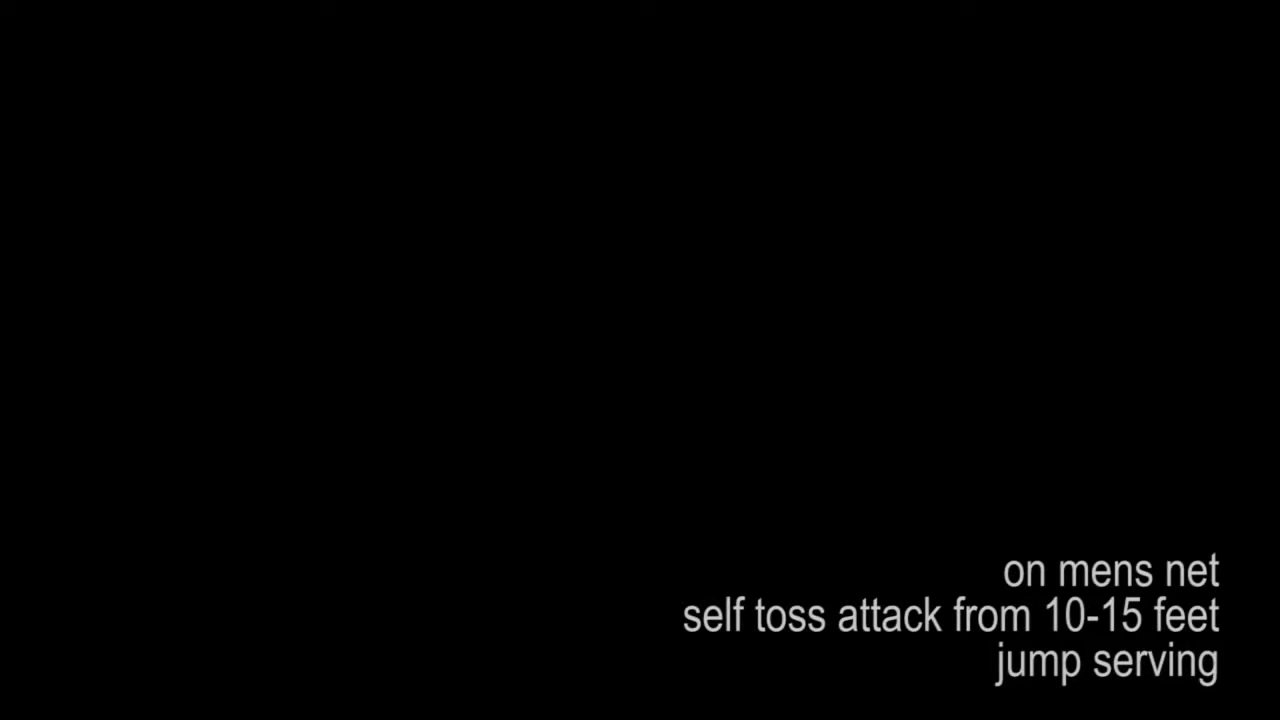 on mens net
self toss attack from 10-15 feet
jump serving